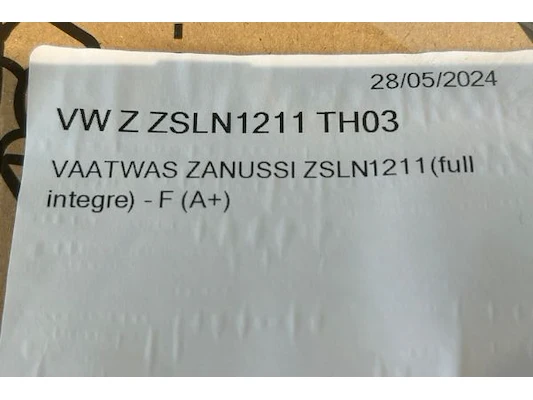 28/05/2024
VW Z ZSLN1211 TH03
VAATWAS ZANUSSI ZSLN1211(full
integre) - F (A+)